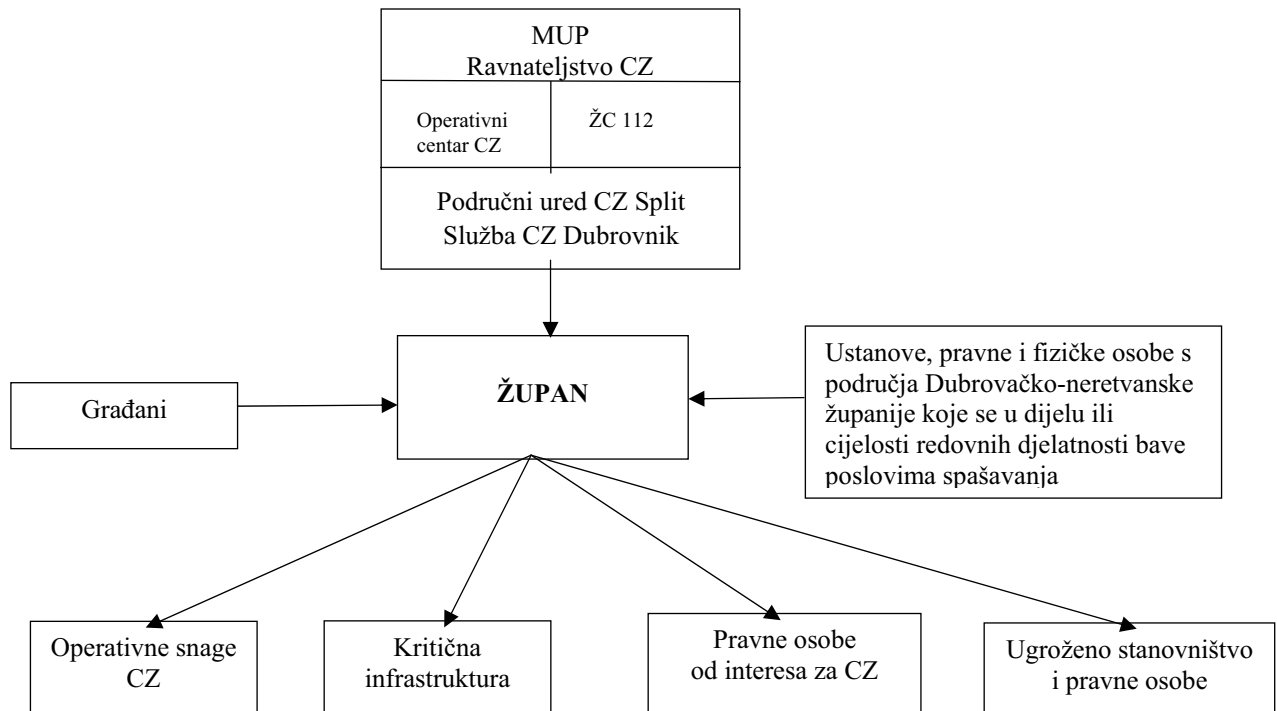 MUP
Ravnateljstvo CZ
Operativni
centar CZ
ŽC 112
Područni ured CZ Split
Služba CZ Dubrovnik
Građani
ŽUPAN
Ustanove, pravne i fizičke osobe s
područja Dubrovačko-neretvanske
županije koje se u dijelu ili
cijelosti redovnih djelatnosti bave
poslovima spašavanja
Operativne snage
CZ
Kritična
infrastruktura
Pravne osobe
od interesa za CZ
Ugroženo stanovništvo
i pravne osobe